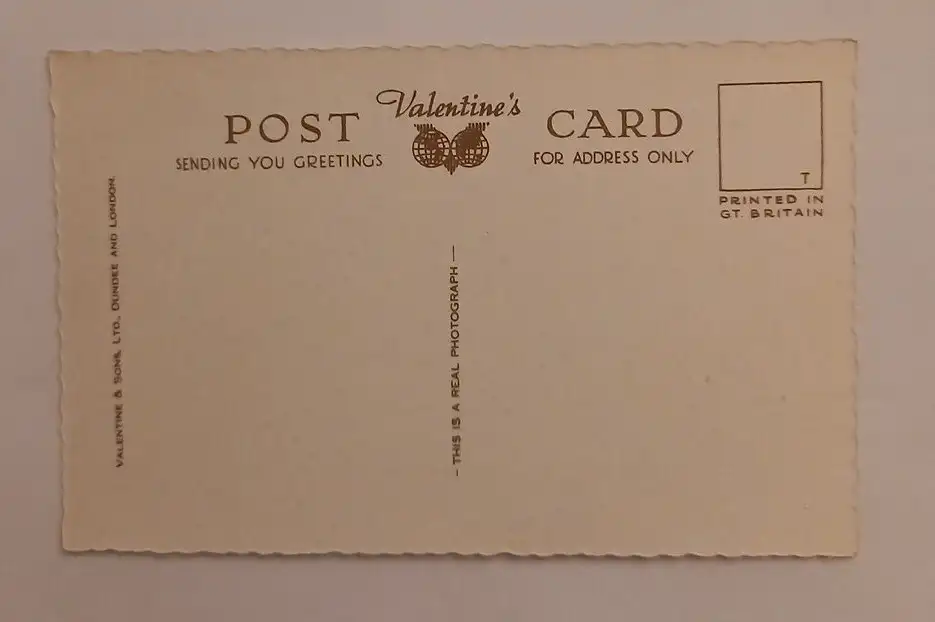 Valentine's
POST CARD
SENDING YOU GREETINGS
FOR ADDRESS ONLY
T
PRINTED IN
GT. BRITAIN
VALENTINE & SONS, LTD., DUNDEE AND LONDON.
– THIS IS A REAL PHOTOGRAPH —